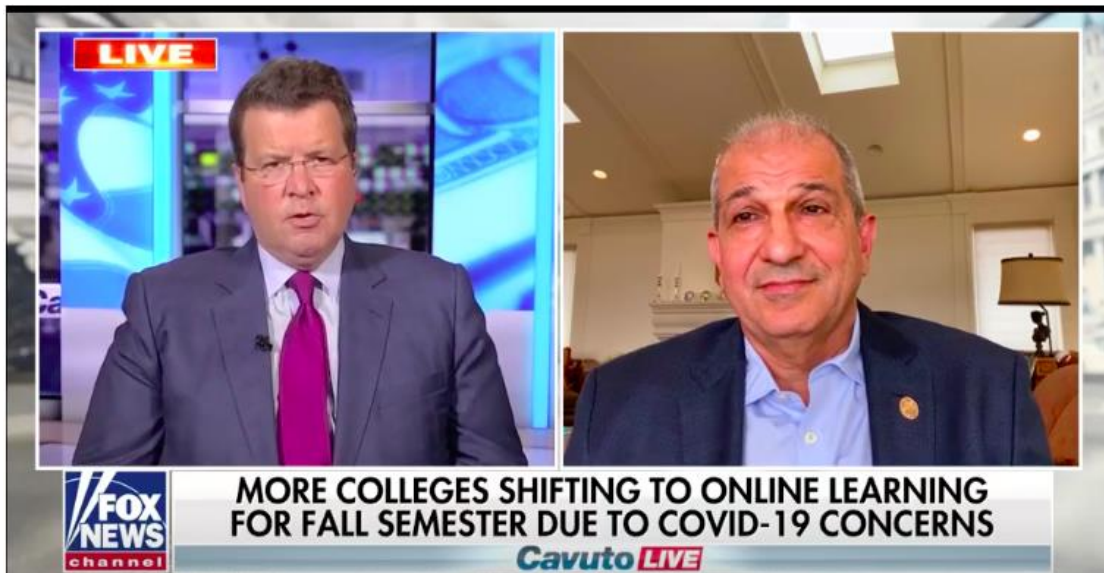 LIVE
Ca
FOX
NEWS
channel
MORE COLLEGES SHIFTING TO ONLINE LEARNING
FOR FALL SEMESTER DUE TO COVID-19 CONCERNS
Cavuto LIVE